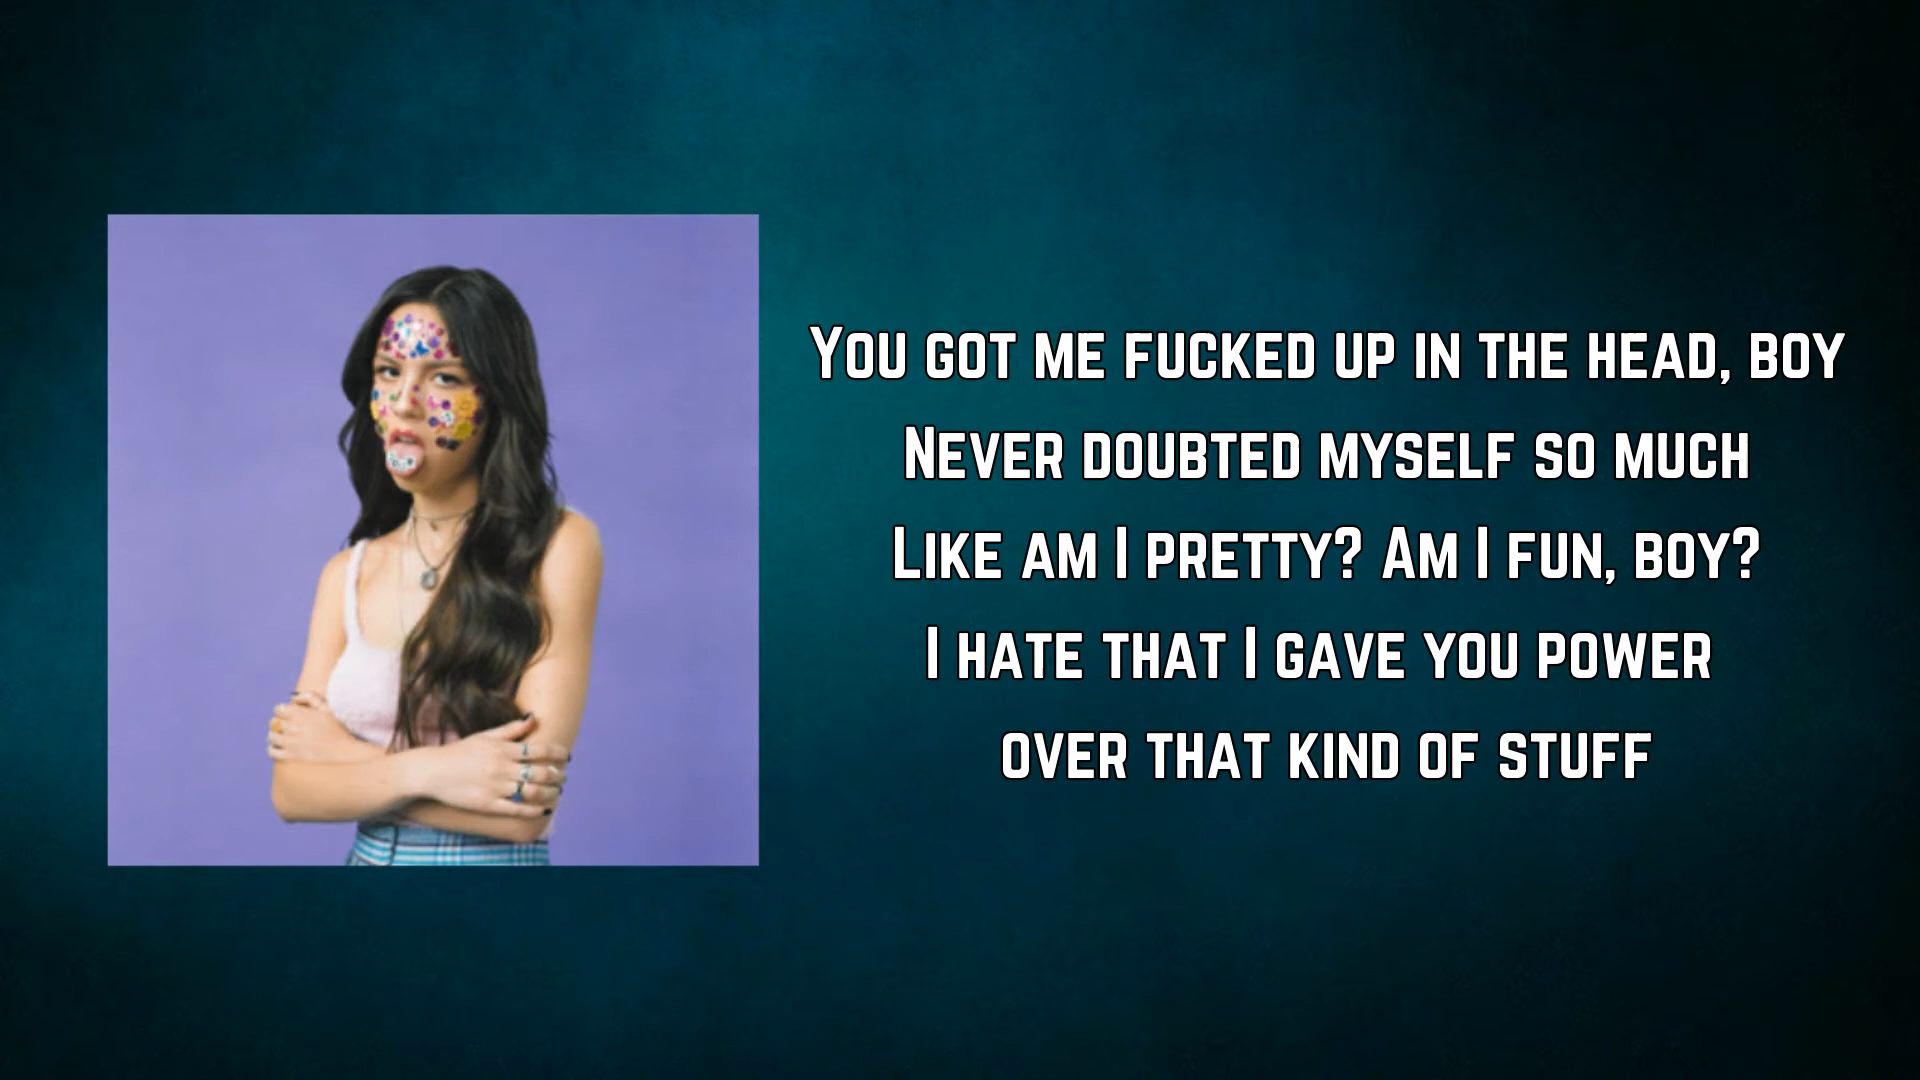 You got me fucked up in the head, boy
Never doubted myself so much
Like am I pretty? Am I fun, boy?
I hate that I gave you power
over that kind of stuff